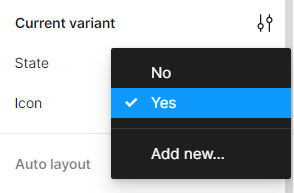 Current variant
State
No
Icon
Yes
Add new...
Auto layout